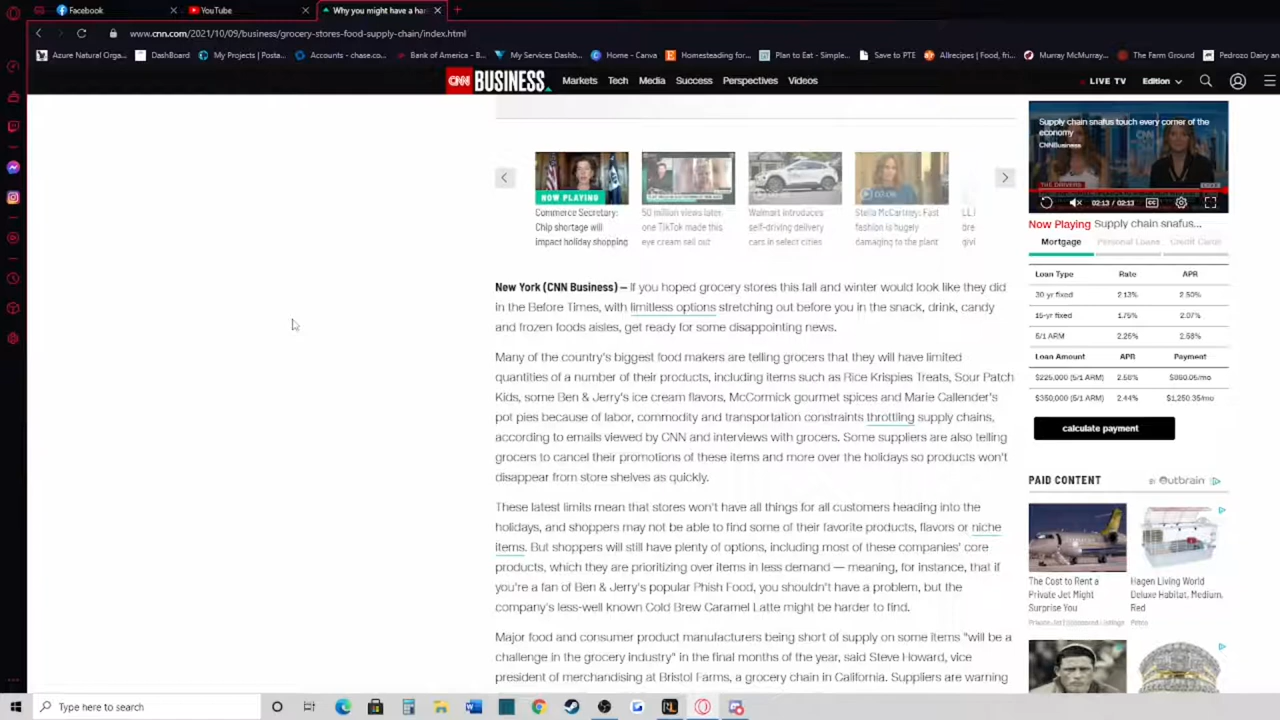 Facebook
YouTube
Why you might have a har
www.cnn.com/2021/10/09/business/grocery-stores-food-supply-chain/index.html
Azure Natural Orga...
DashBoard
My Projects | Posta...
Accounts - chase.co...
Bank of America - B...
My Services Dashb...
Home - Canva
Homesteading for...
Plan to Eat - Simple...
Save to PTE
Allrecipes | Food, fri...
Murray McMurray...
The Farm Ground
Pedrozo Dairy an
CNN BUSINESS
Markets Tech Media Success Perspectives Videos
LIVE TV
Edition
Supply chain snafus touch every corner of the
economy
CNNBusiness
02:13 / 02:13
Now Playing Supply chain snafus...
NOW PLAYING
Commerce Secretary:
Chip shortage will
impact holiday shopping
50 million views later,
one TikTok made this
eye cream sell out
Walmart introduces
self-driving delivery
cars in select cities
Stella McCartney: Fast
fashion is hugely
damaging to the plant
New York (CNN Business) — If you hoped grocery stores this fall and winter would look like they did
in the Before Times, with limitless options stretching out before you in the snack, drink, candy
and frozen foods aisles, get ready for some disappointing news.
Many of the country's biggest food makers are telling grocers that they will have limited
quantities of a number of their products, including items such as Rice Krispies Treats, Sour Patch
Kids, some Ben & Jerry's ice cream flavors, McCormick gourmet spices and Marie Callender's
pot pies because of labor, commodity and transportation constraints throttling supply chains,
according to emails viewed by CNN and interviews with grocers. Some suppliers are also telling
grocers to cancel their promotions of these items and more over the holidays so products won't
disappear from store shelves as quickly.
These latest limits mean that stores won't have all things for all customers heading into the
holidays, and shoppers may not be able to find some of their favorite products, flavors or niche
items. But shoppers will still have plenty of options, including most of these companies' core
products, which they are prioritizing over items in less demand — meaning, for instance, that if
you're a fan of Ben & Jerry's popular Phish Food, you shouldn't have a problem, but the
company's less-well known Cold Brew Caramel Latte might be harder to find.
Major food and consumer product manufacturers being short of supply on some items "will be a
challenge in the grocery industry" in the final months of the year, said Steve Howard, vice
president of merchandising at Bristol Farms, a grocery chain in California. Suppliers are warning
Mortgage Personal Loans Credit Cards
Loan Type Rate APR
30 yr fixed 2.13% 2.50%
15-yr fixed 1.75% 2.07%
5/1 ARM 2.25% 2.58%
Loan Amount APR Payment
$225,000 (5/1 ARM) 2.58% $860.05/mo
$350,000 (5/1 ARM) 2.44% $1,250.35/mo
calculate payment
PAID CONTENT
BY Outbrain
The Cost to Rent a
Private Jet Might
Surprise You
Private Jet | Sponsored Listings
Hagen Living World
Deluxe Habitat, Medium,
Red
Petco
Type here to search